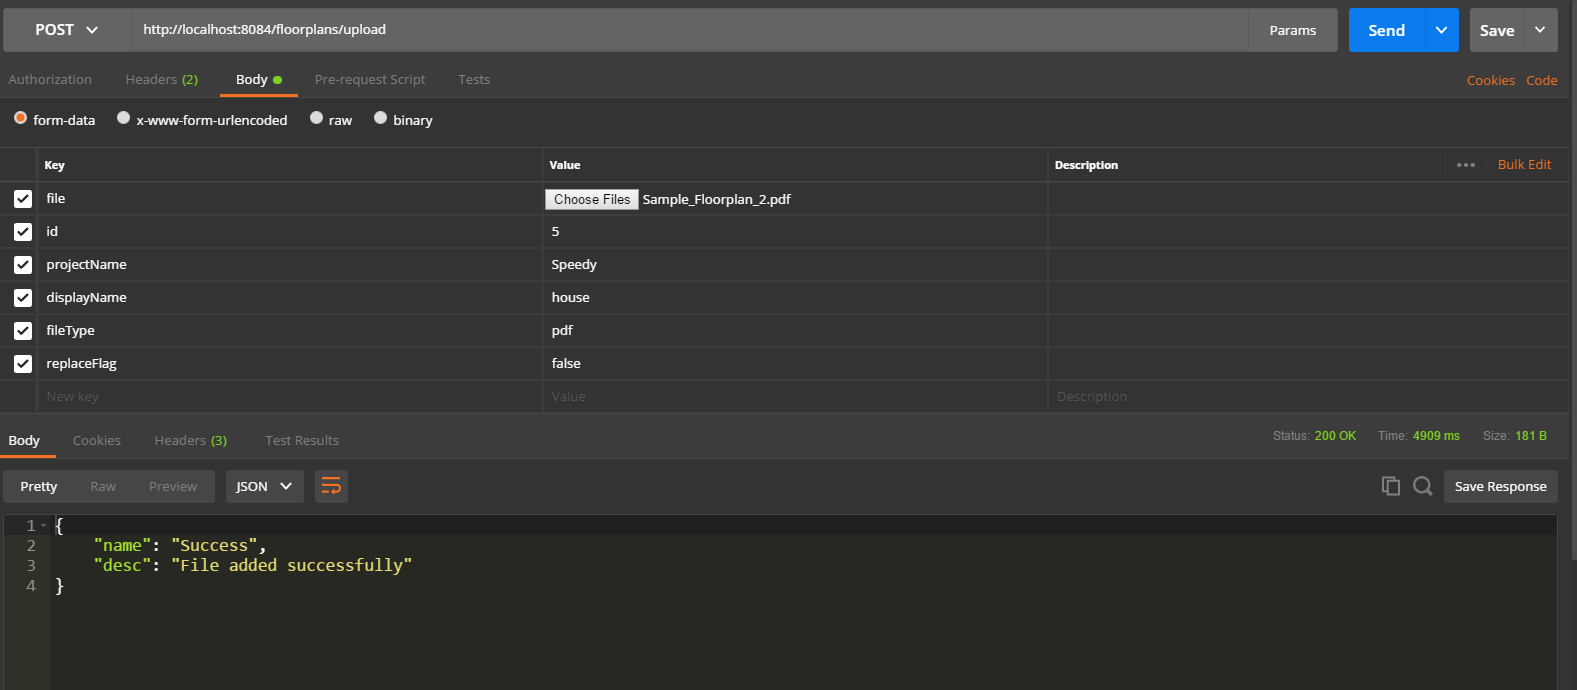 POST http://localhost:8084/floorplans/upload Params Send Save
Authorization Headers (2) Body Pre-request Script Tests Cookies Code
form-data x-www-form-urlencoded raw binary
Key Value Description ••• Bulk Edit
file Choose Files Sample_Floorplan_2.pdf
id 5
projectName Speedy
displayName house
fileType pdf
replaceFlag false
New key Value Description
Body Cookies Headers (3) Test Results Status: 200 OK Time: 4909 ms Size: 181 B
Pretty Raw Preview JSON Save Response
1 {
2 "name": "Success",
3 "desc": "File added successfully"
4 }